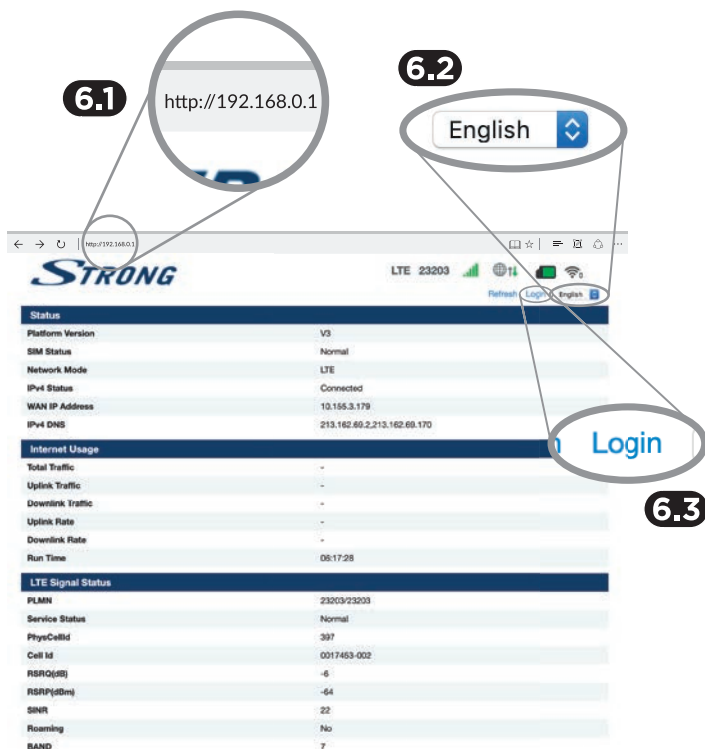 6.1
http://192.168.0.1
6.2
English
http://192.168.0.1
STRONG
LTE 23203
Refresh Login English
Status
Platform Version V3
SIM Status Normal
Network Mode LTE
IPv4 Status Connected
WAN IP Address 10.155.3.179
IPv4 DNS 213.162.69.2,213.162.69.170
Internet Usage
Login
6.3
Total Traffic -
Uplink Traffic -
Downlink Traffic -
Uplink Rate -
Downlink Rate -
Run Time 06:17:28
LTE Signal Status
PLMN 23203/23203
Service Status Normal
PhysCellId 397
Cell Id 0017453-002
RSRQ(dB) -6
RSRP(dBm) -64
SINR 22
Roaming No
BAND 7